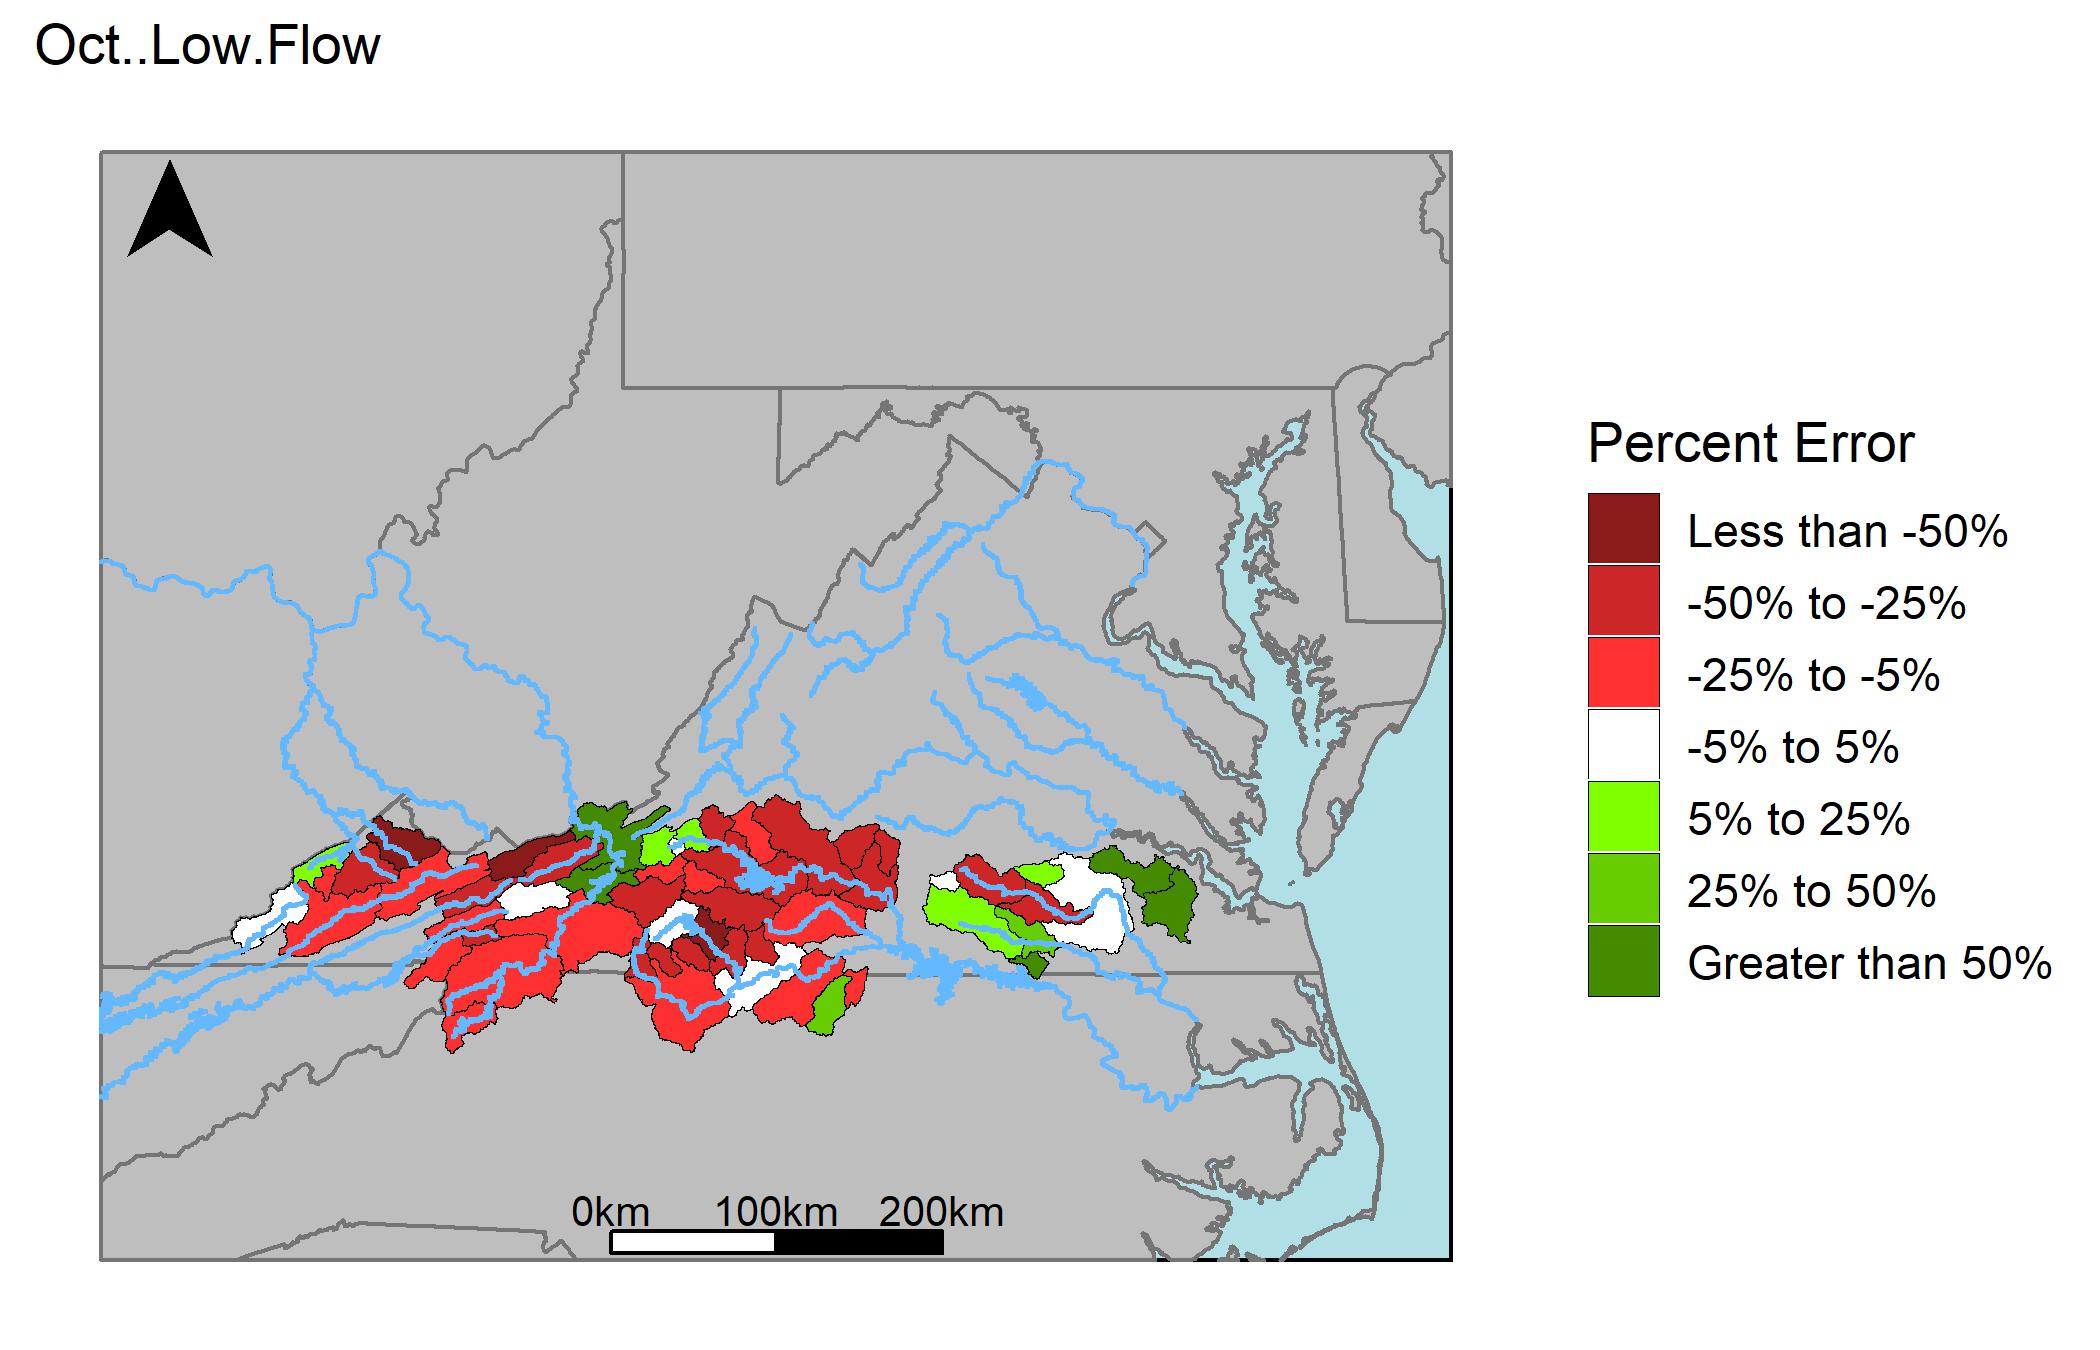 Oct..Low.Flow
Percent Error
Less than -50%
-50% to -25%
-25% to -5%
-5% to 5%
5% to 25%
25% to 50%
Greater than 50%
0km 100km 200km